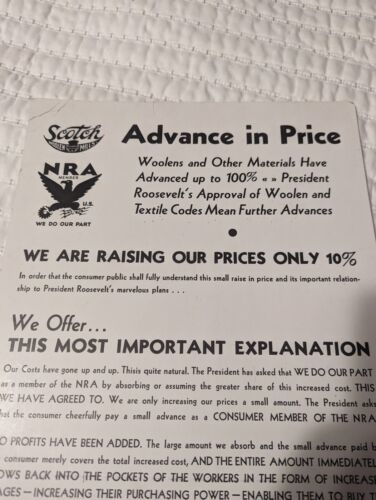 Scotch
WOOLEN MILLS
NRA
MEMBER
U.S.
WE DO OUR PART
Advance in Price
Woolens and Other Materials Have
Advanced up to 100% « » President
Roosevelt's Approval of Woolen and
Textile Codes Mean Further Advances
WE ARE RAISING OUR PRICES ONLY 10%
In order that the consumer public shall fully understand this small raise in price and its important relation-
ship to President Roosevelt's marvelous plans . . .
We Offer...
THIS MOST IMPORTANT EXPLANATION
Our Costs have gone up and up. Thisis quite natural. The President has asked that WE DO OUR PART
as a member of the NRA by absorbing or assuming the greater share of this increased cost. THIS
WE HAVE AGREED TO. We are only increasing our prices a small amount. The President asks
that the consumer cheerfully pay a small advance as a CONSUMER MEMBER OF THE NRA
O PROFITS HAVE BEEN ADDED. The large amount we absorb and the small advance paid b
consumer merely covers the total increased cost, AND THE ENTIRE AMOUNT IMMEDIATELY
OWS BACK INTO THE POCKETS OF THE WORKERS IN THE FORM OF INCREASE
AGES—INCREASING THEIR PURCHASING POWER—ENABLING THEM TO BUY T